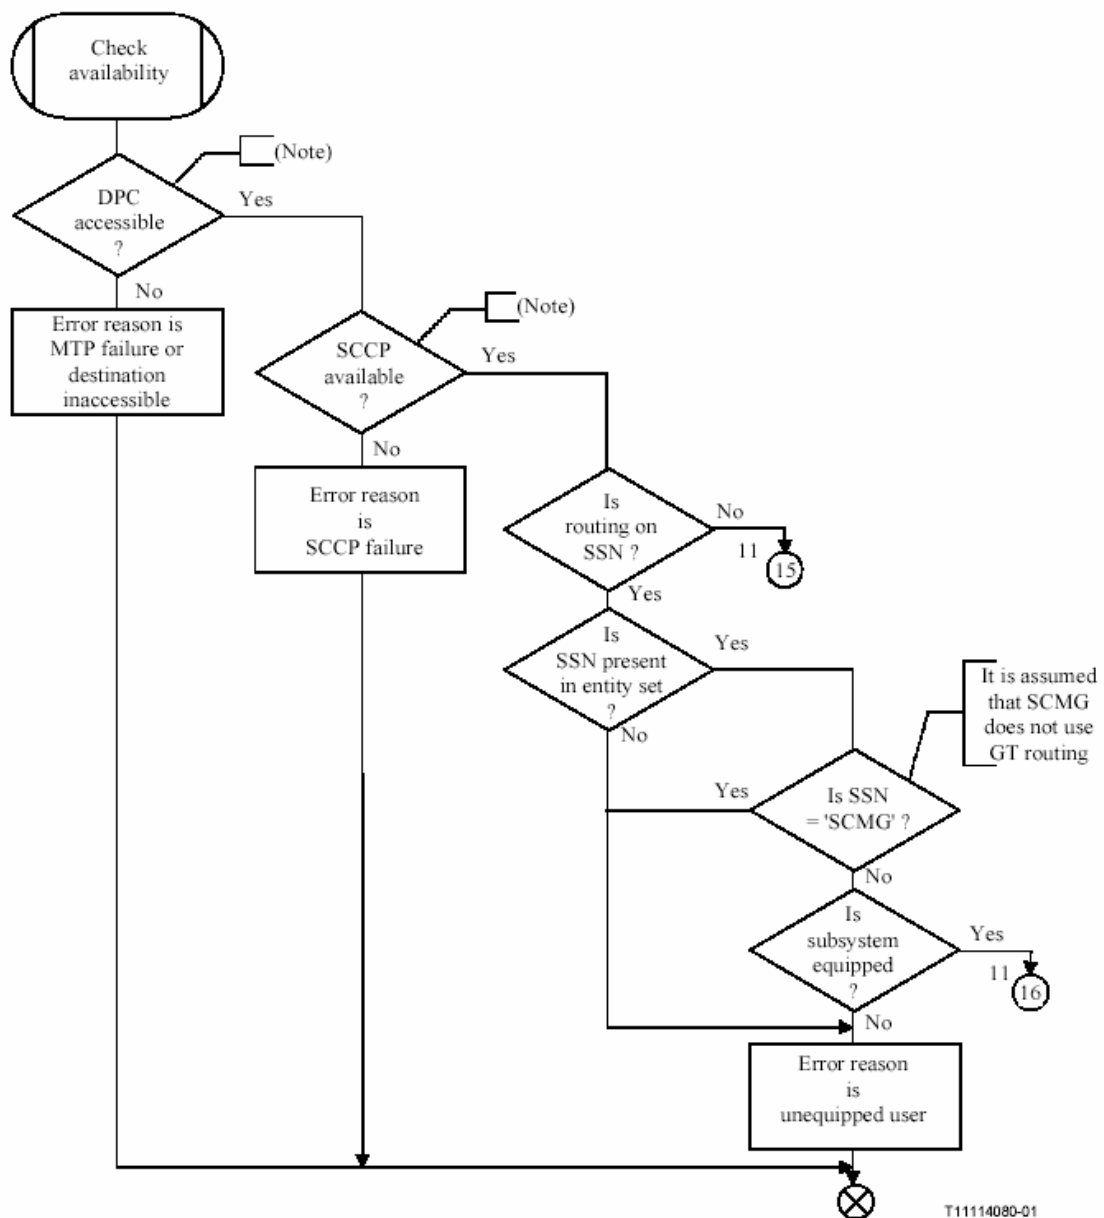 Check
availability
(Note)
DPC
accessible
?
Yes
No
Error reason is
MTP failure or
destination
inaccessible
(Note)
SCCP
available
?
Yes
No
Error reason
is
SCCP failure
Is
routing on
SSN ?
No
11
15
Yes
Is
SSN present
in entity set
?
Yes
No
It is assumed
that SCMG
does not use
GT routing
Is SSN
= 'SCMG' ?
Yes
No
Is
subsystem
equipped
?
Yes
11
16
No
Error reason
is
unequipped user
T11114080-01